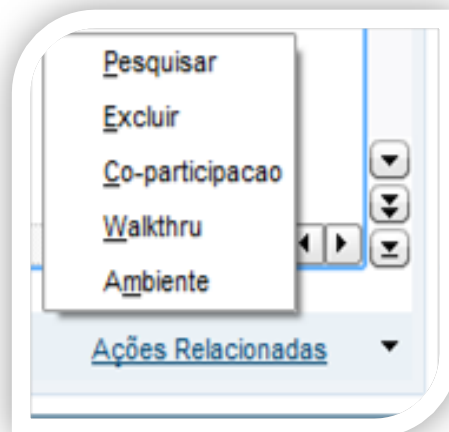 Pesquisar
Excluir
Co-participacao
Walkthru
Ambiente
Ações Relacionadas